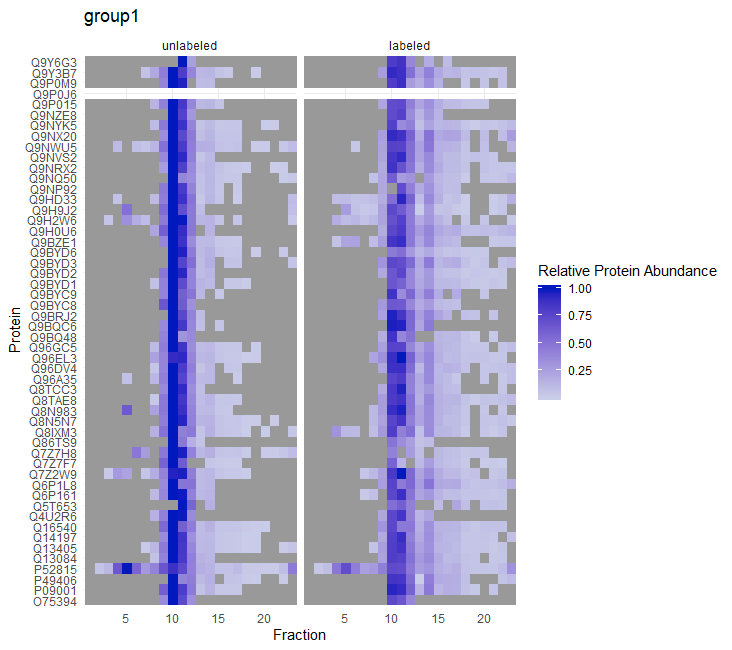 group1
unlabeled
labeled
Q9Y6G3
Q9Y3B7
Q9P0M9
Q9P0J6
Q9P015
Q9NZE8
Q9NYK5
Q9NX20
Q9NWU5
Q9NVS2
Q9NRX2
Q9NQ50
Q9NP92
Q9HD33
Q9H9J2
Q9H2W6
Q9H0U6
Q9BZE1
Q9BYD6
Q9BYD3
Q9BYD2
Q9BYD1
Q9BYC9
Q9BYC8
Q9BRJ2
Q9BQC6
Q9BQ48
Q96GC5
Q96EL3
Q96DV4
Q96A35
Q8TCC3
Q8TAE8
Q8N983
Q8N5N7
Q8IXM3
Q86TS9
Q7Z7H8
Q7Z7F7
Q7Z2W9
Q6P1L8
Q6P161
Q5T653
Q4U2R6
Q16540
Q14197
Q13405
Q13084
P52815
P49406
P09001
O75394
Protein
5 10 15 20
5 10 15 20
Fraction
Relative Protein Abundance
1.00
0.75
0.50
0.25